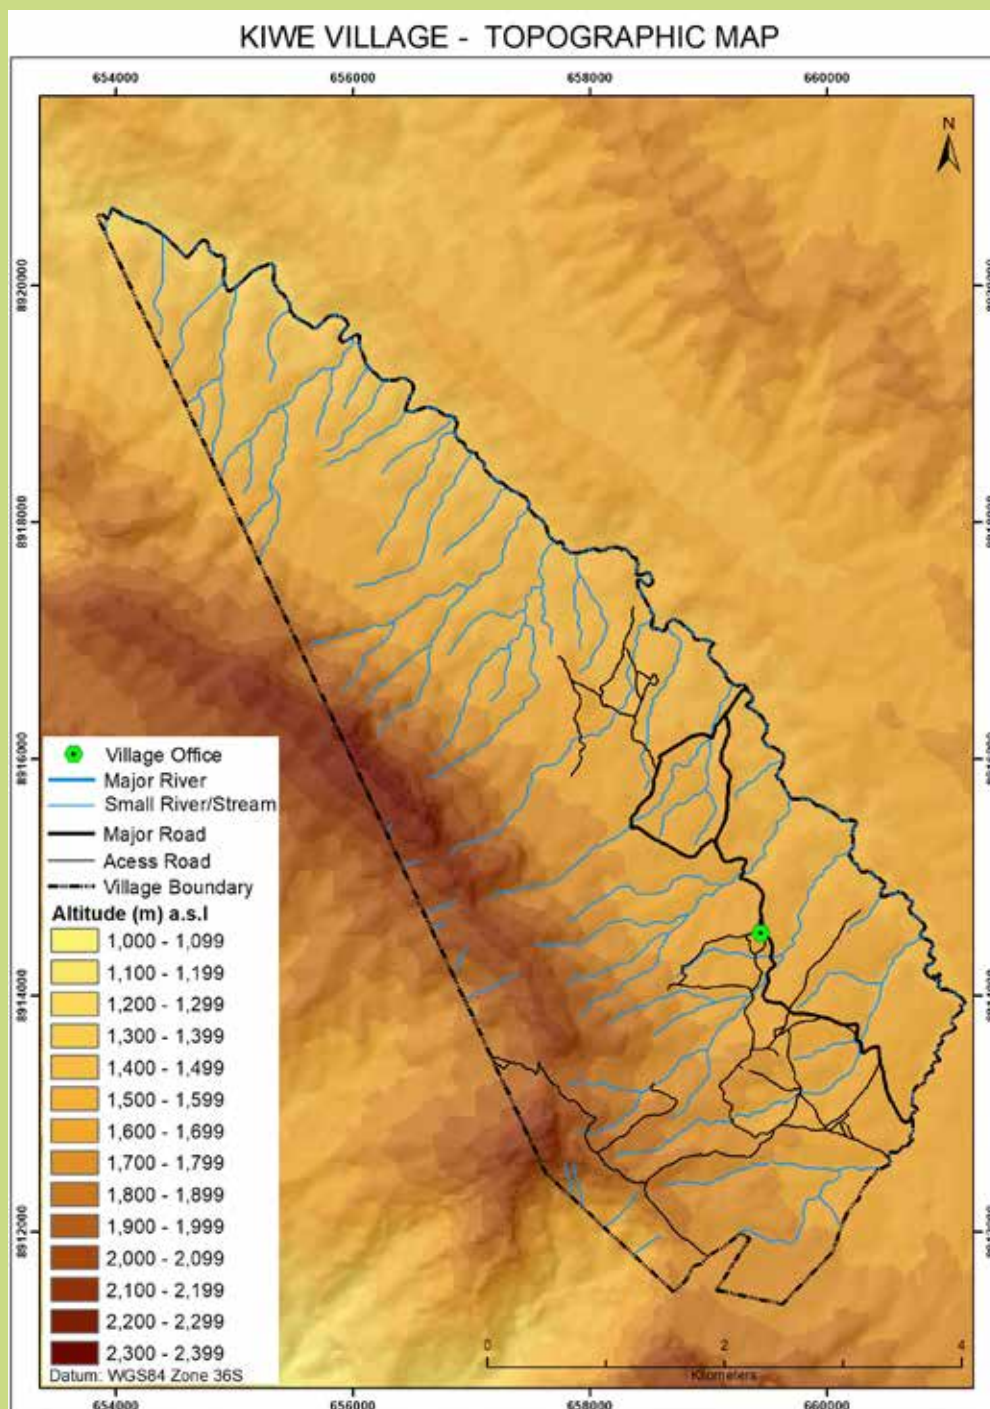 KIWE VILLAGE - TOPOGRAPHIC MAP
654000 656000 658000 660000
N
8920000 8920000
8918000 8918000
8916000 8916000
8914000 8914000
8912000 8912000
Village Office
Major River
Small River/Stream
Major Road
Acess Road
Village Boundary
Altitude (m) a.s.l
1,000 - 1,099
1,100 - 1,199
1,200 - 1,299
1,300 - 1,399
1,400 - 1,499
1,500 - 1,599
1,600 - 1,699
1,700 - 1,799
1,800 - 1,899
1,900 - 1,999
2,000 - 2,099
2,100 - 2,199
2,200 - 2,299
2,300 - 2,399
Datum: WGS84 Zone 36S
0 2 4
Kilometers
654000 656000 658000 660000